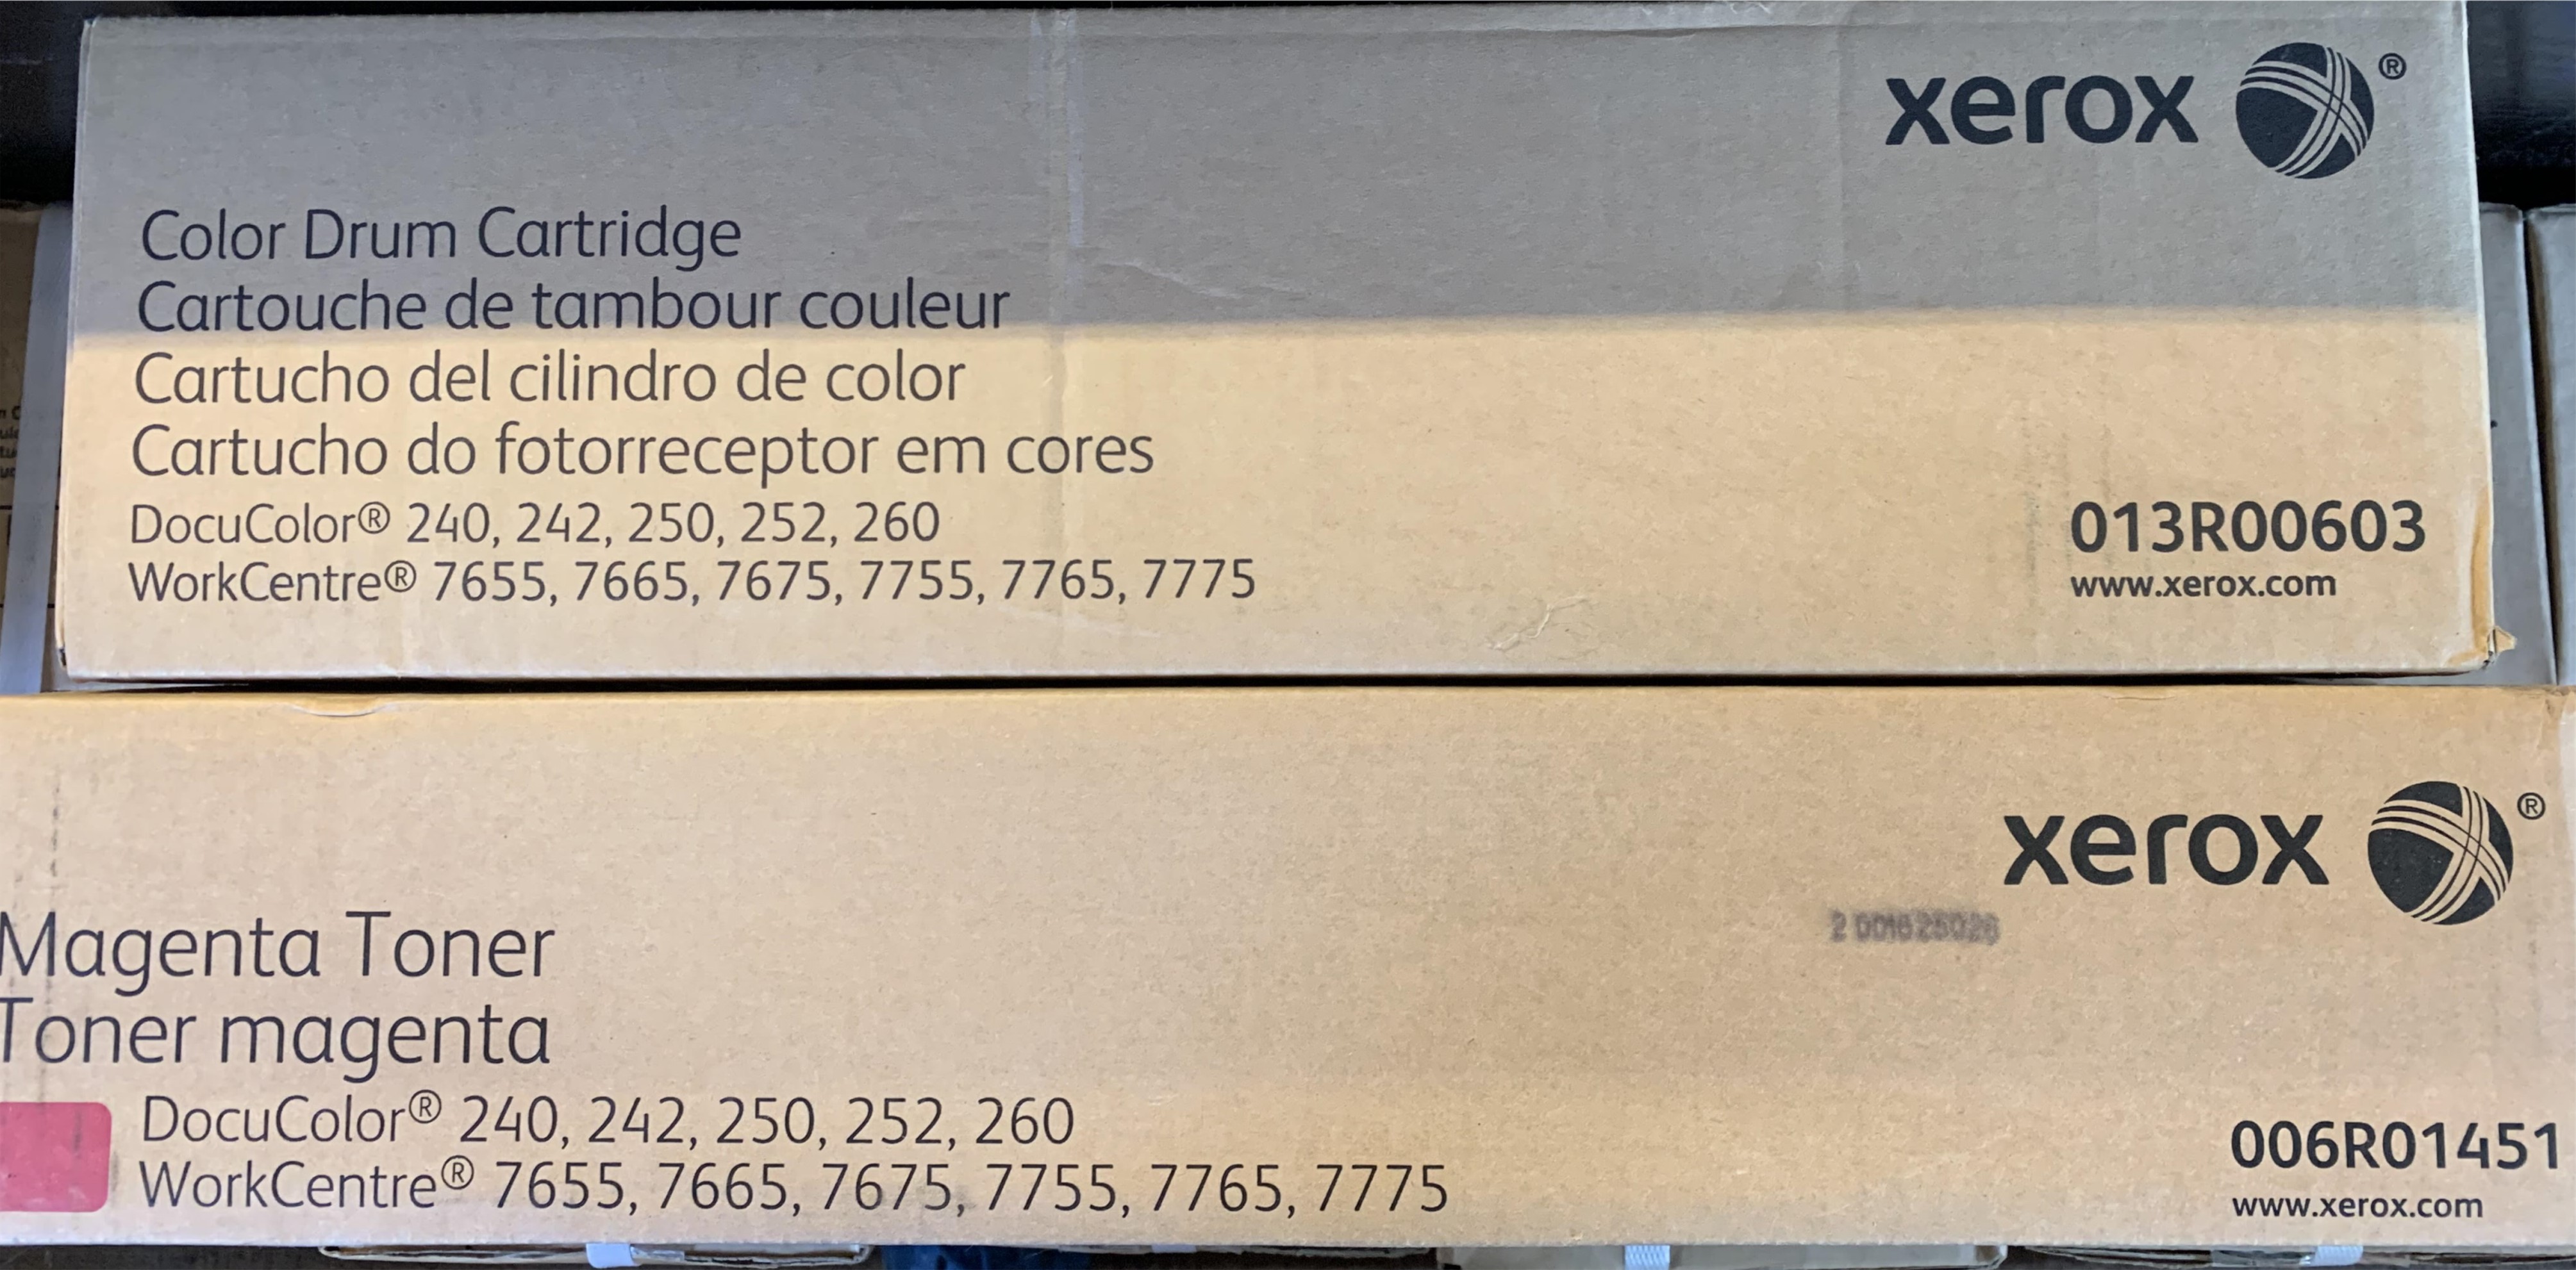 xerox ®
Color Drum Cartridge
Cartouche de tambour couleur
Cartucho del cilindro de color
Cartucho do fotorreceptor em cores
DocuColor® 240, 242, 250, 252, 260
WorkCentre® 7655, 7665, 7675, 7755, 7765, 7775
013R00603
www.xerox.com
xerox ®
Magenta Toner
Toner magenta
DocuColor® 240, 242, 250, 252, 260
WorkCentre® 7655, 7665, 7675, 7755, 7765, 7775
006R01451
www.xerox.com